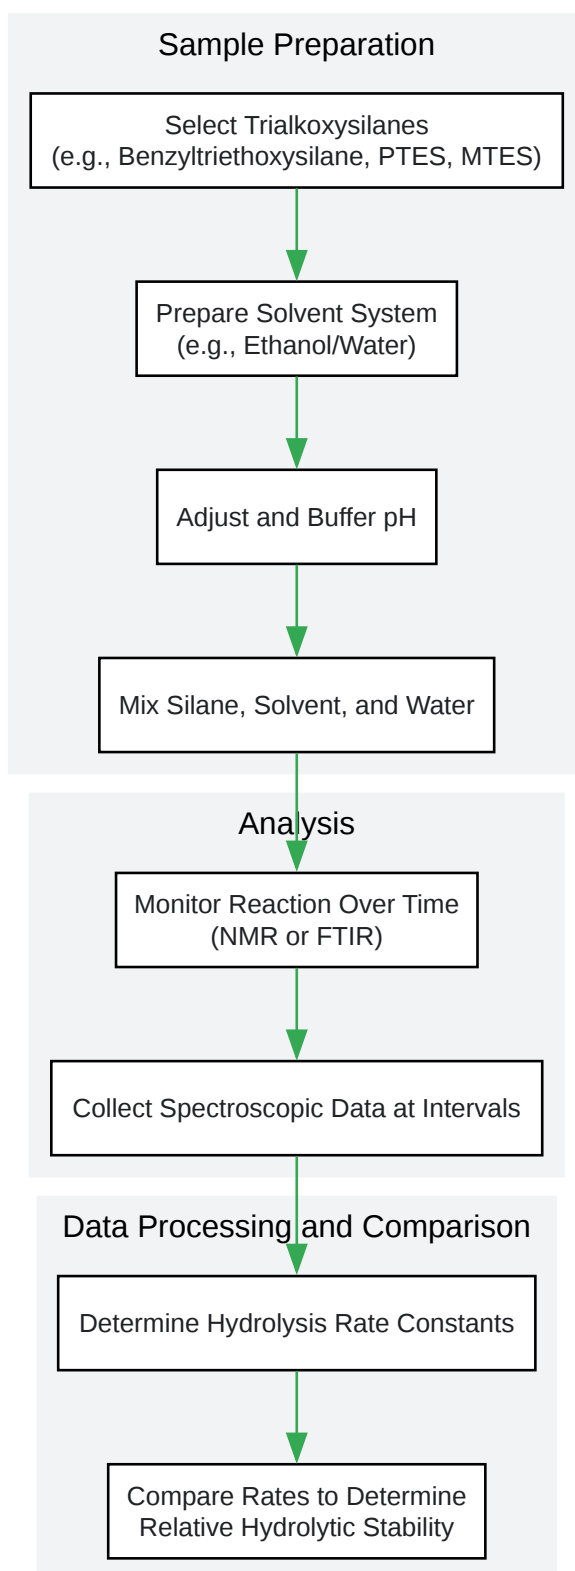 Sample Preparation
Select Trialkoxysilanes
(e.g., Benzyltriethoxysilane, PTES, MTES)
Prepare Solvent System
(e.g., Ethanol/Water)
Adjust and Buffer pH
Mix Silane, Solvent, and Water
Analysis
Monitor Reaction Over Time
(NMR or FTIR)
Collect Spectroscopic Data at Intervals
Data Processing and Comparison
Determine Hydrolysis Rate Constants
Compare Rates to Determine
Relative Hydrolytic Stability